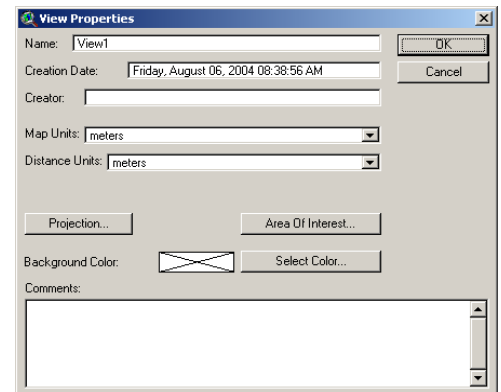 View Properties
Name: View1
OK
Creation Date: Friday, August 06, 2004 08:38:56 AM
Cancel
Creator:
Map Units: meters
Distance Units: meters
Projection... Area Of Interest...
Background Color: Select Color...
Comments: